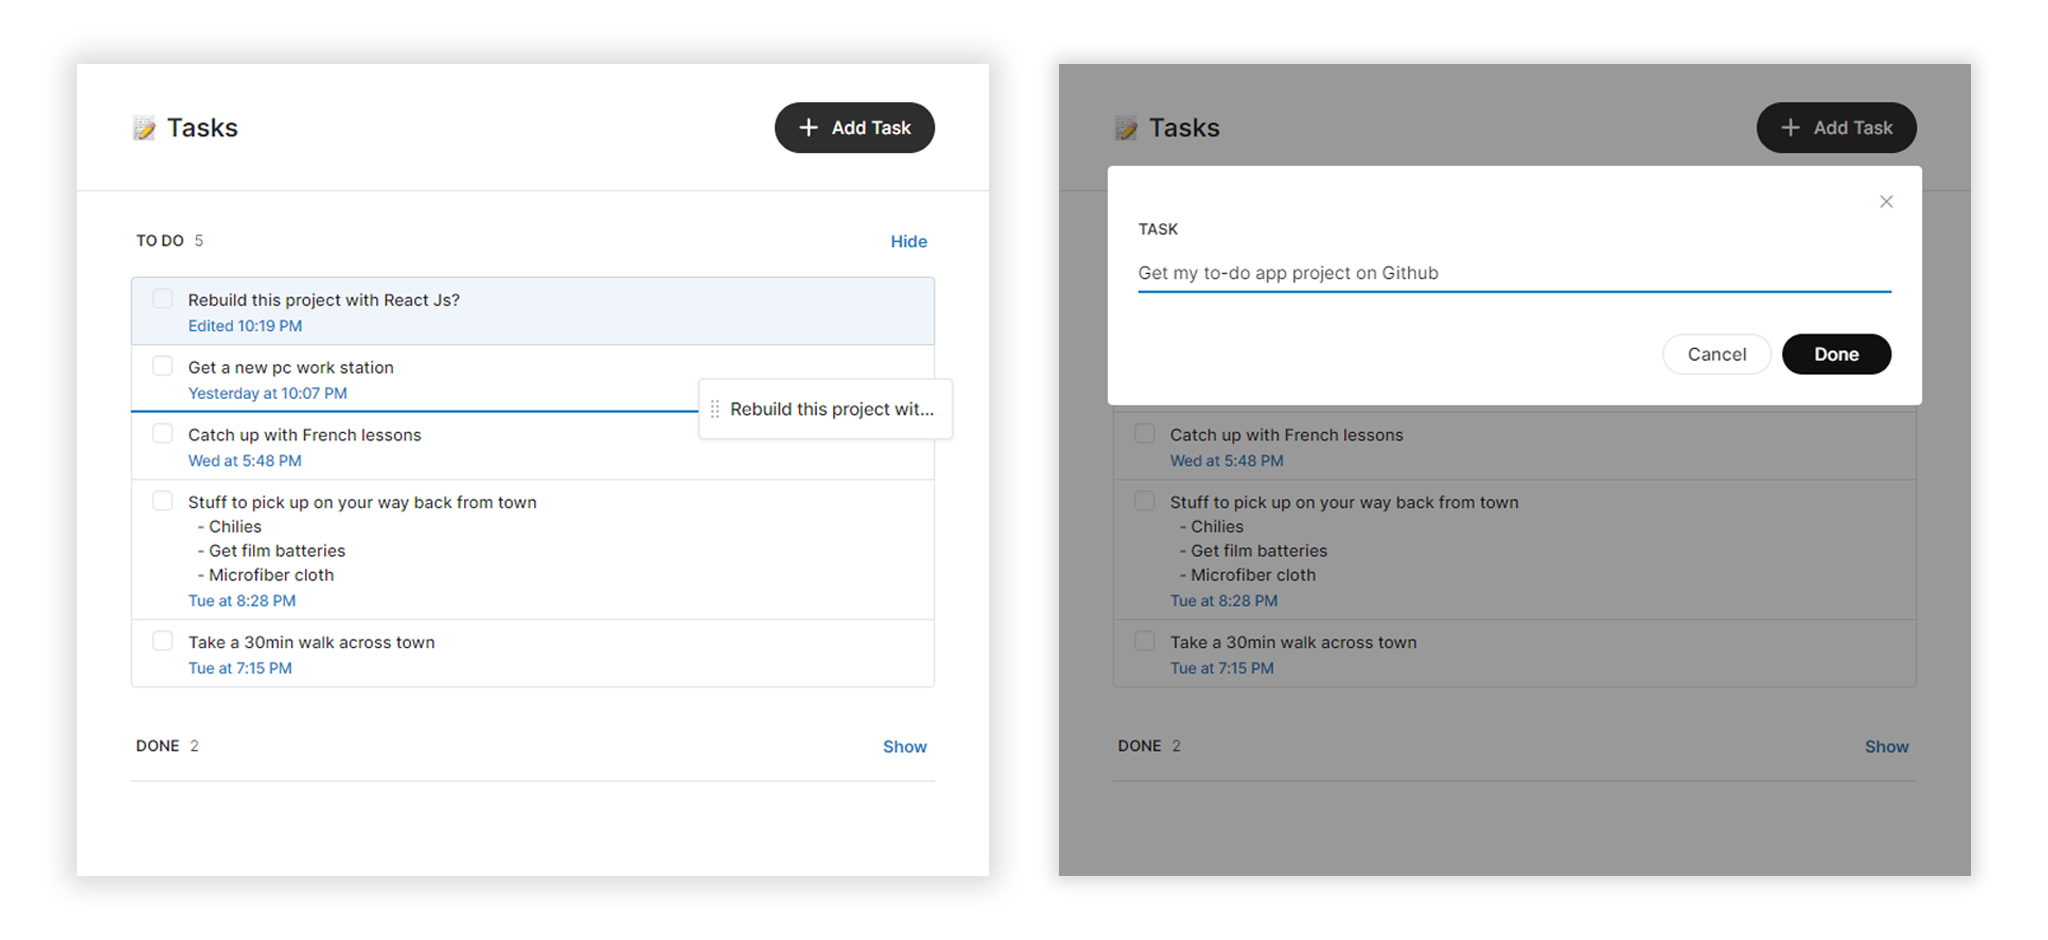 Tasks
+ Add Task
TO DO 5
Hide
Rebuild this project with React Js?
Edited 10:19 PM
Get a new pc work station
Yesterday at 10:07 PM
Rebuild this project wit...
Catch up with French lessons
Wed at 5:48 PM
Stuff to pick up on your way back from town
- Chilies
- Get film batteries
- Microfiber cloth
Tue at 8:28 PM
Take a 30min walk across town
Tue at 7:15 PM
DONE 2
Show
Tasks
+ Add Task
TASK
Get my to-do app project on Github
Cancel
Done
Catch up with French lessons
Wed at 5:48 PM
Stuff to pick up on your way back from town
- Chilies
- Get film batteries
- Microfiber cloth
Tue at 8:28 PM
Take a 30min walk across town
Tue at 7:15 PM
DONE 2
Show